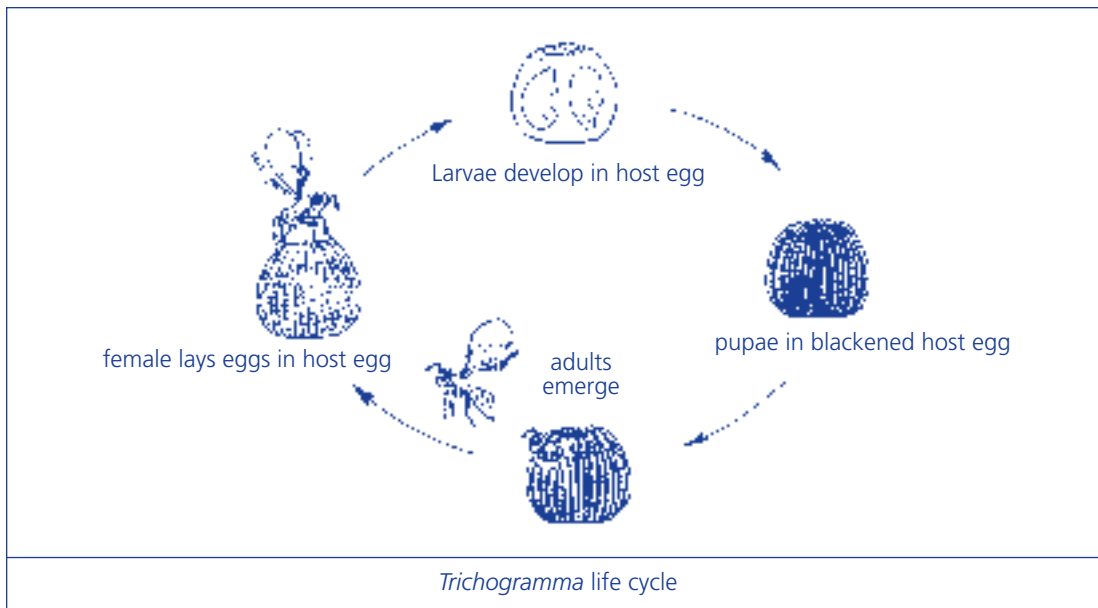 Larvae develop in host egg
pupae in blackened host egg
adults
emerge
female lays eggs in host egg
Trichogramma life cycle